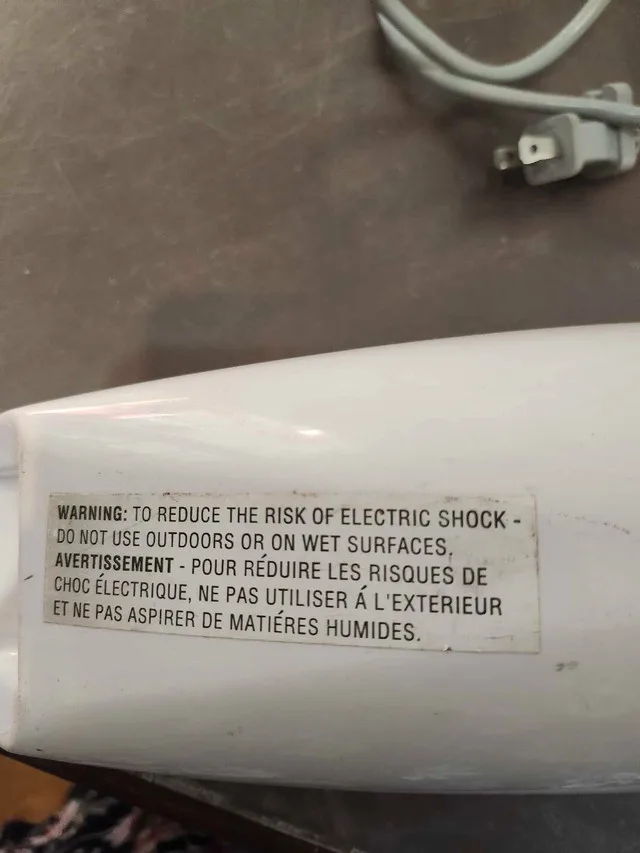 WARNING: TO REDUCE THE RISK OF ELECTRIC SHOCK -
DO NOT USE OUTDOORS OR ON WET SURFACES.
AVERTISSEMENT - POUR RÉDUIRE LES RISQUES DE
CHOC ÉLECTRIQUE, NE PAS UTILISER Á L'EXTERIEUR
ET NE PAS ASPIRER DE MATIÉRES HUMIDES.